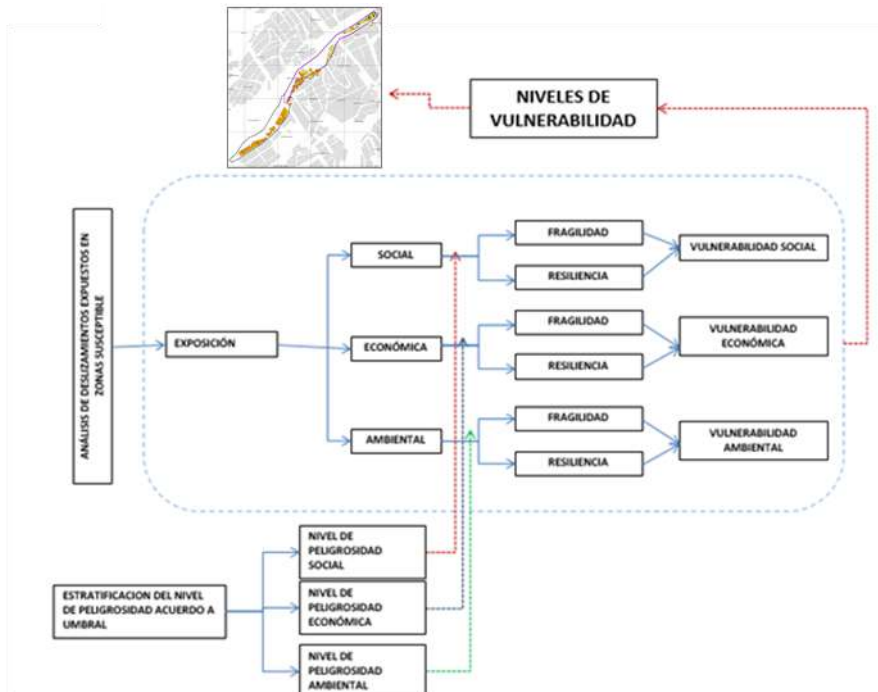 NIVELES DE
VULNERABILIDAD
ANÁLISIS DE DESLIZAMIENTOS EXPUESTOS EN
ZONAS SUSCEPTIBLE
EXPOSICIÓN
SOCIAL
FRAGILIDAD
RESILIENCIA
VULNERABILIDAD SOCIAL
ECONÓMICA
FRAGILIDAD
RESILIENCIA
VULNERABILIDAD
ECONÓMICA
AMBIENTAL
FRAGILIDAD
RESILIENCIA
VULNERABILIDAD
AMBIENTAL
ESTRATIFICACION DEL NIVEL
DE PELIGROSIDAD ACUERDO A
UMBRAL
NIVEL DE
PELIGROSIDAD
SOCIAL
NIVEL DE
PELIGROSIDAD
ECONÓMICA
NIVEL DE
PELIGROSIDAD
AMBIENTAL